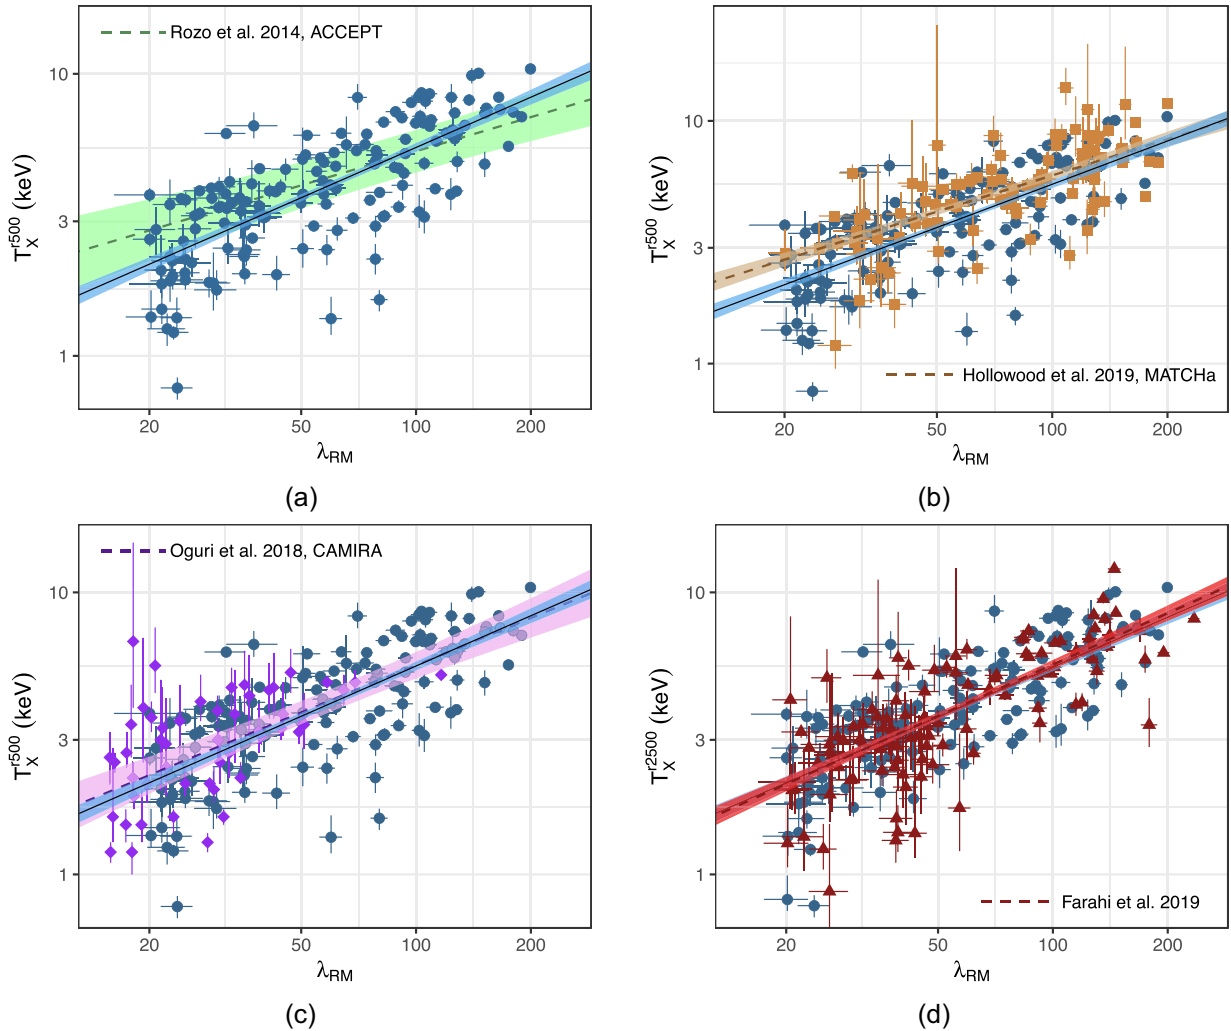 Rozo et al. 2014, ACCEPT
10
3
1
T_X^r500 (keV)
20 50 100 200
λ_RM
(a)
10
3
1
T_X^r500 (keV)
Hollowood et al. 2019, MATCHa
20 50 100 200
λ_RM
(b)
Oguri et al. 2018, CAMIRA
10
3
1
T_X^r500 (keV)
20 50 100 200
λ_RM
(c)
10
3
1
T_X^r2500 (keV)
Farahi et al. 2019
20 50 100 200
λ_RM
(d)